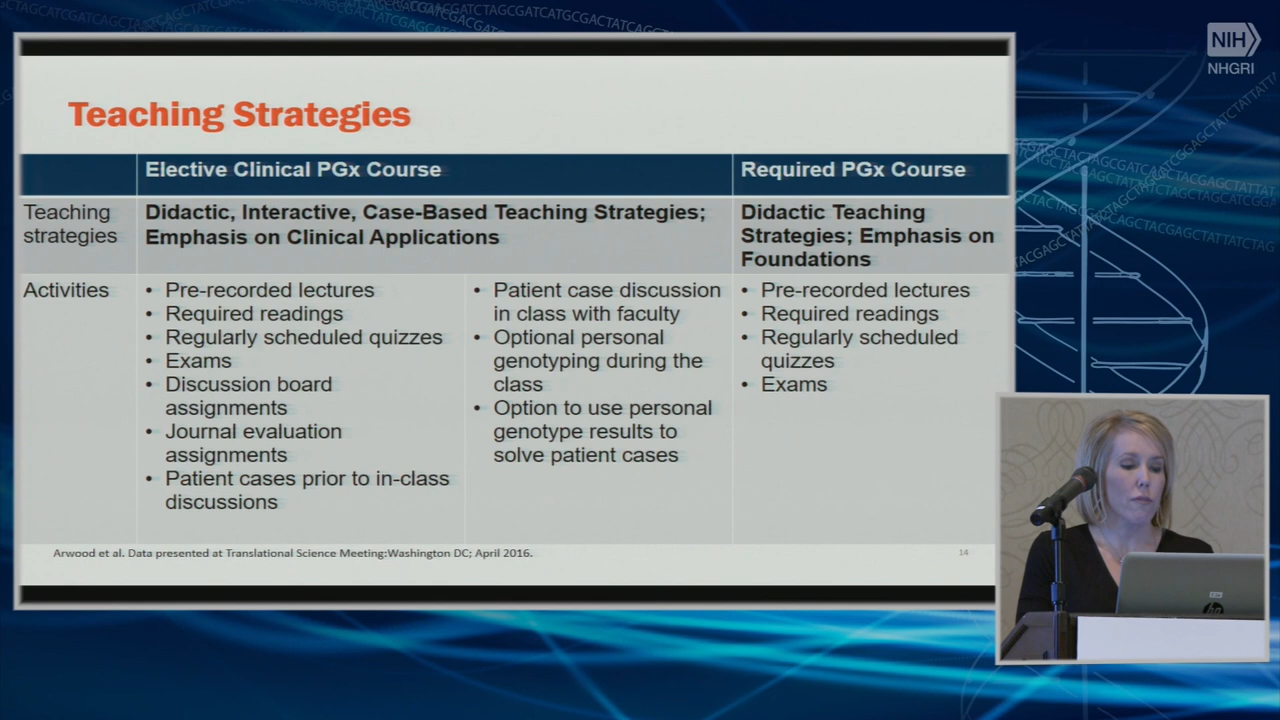 NIH
NHGRI
Teaching Strategies
Elective Clinical PGx Course
Required PGx Course
Teaching
strategies
Didactic, Interactive, Case-Based Teaching Strategies;
Emphasis on Clinical Applications
Didactic Teaching
Strategies; Emphasis on
Foundations
Activities
• Pre-recorded lectures
• Required readings
• Regularly scheduled quizzes
• Exams
• Discussion board
assignments
• Journal evaluation
assignments
• Patient cases prior to in-class
discussions
• Patient case discussion
in class with faculty
• Optional personal
genotyping during the
class
• Option to use personal
genotype results to
solve patient cases
• Pre-recorded lectures
• Required readings
• Regularly scheduled
quizzes
• Exams
Arwood et al. Data presented at Translational Science Meeting:Washington DC; April 2016.
14
hp